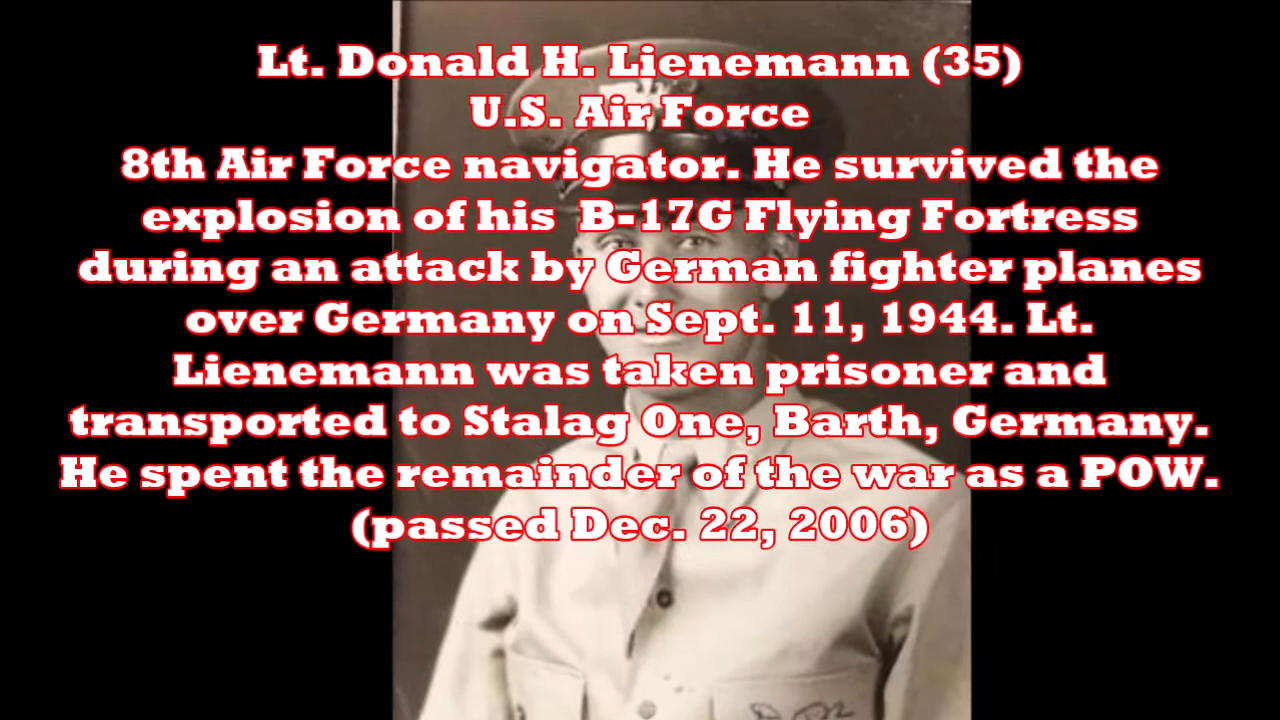 Lt. Donald H. Lienemann (35)
U.S. Air Force
8th Air Force navigator. He survived the
explosion of his B-17G Flying Fortress
during an attack by German fighter planes
over Germany on Sept. 11, 1944. Lt.
Lienemann was taken prisoner and
transported to Stalag One, Barth, Germany.
He spent the remainder of the war as a POW.
(passed Dec. 22, 2006)